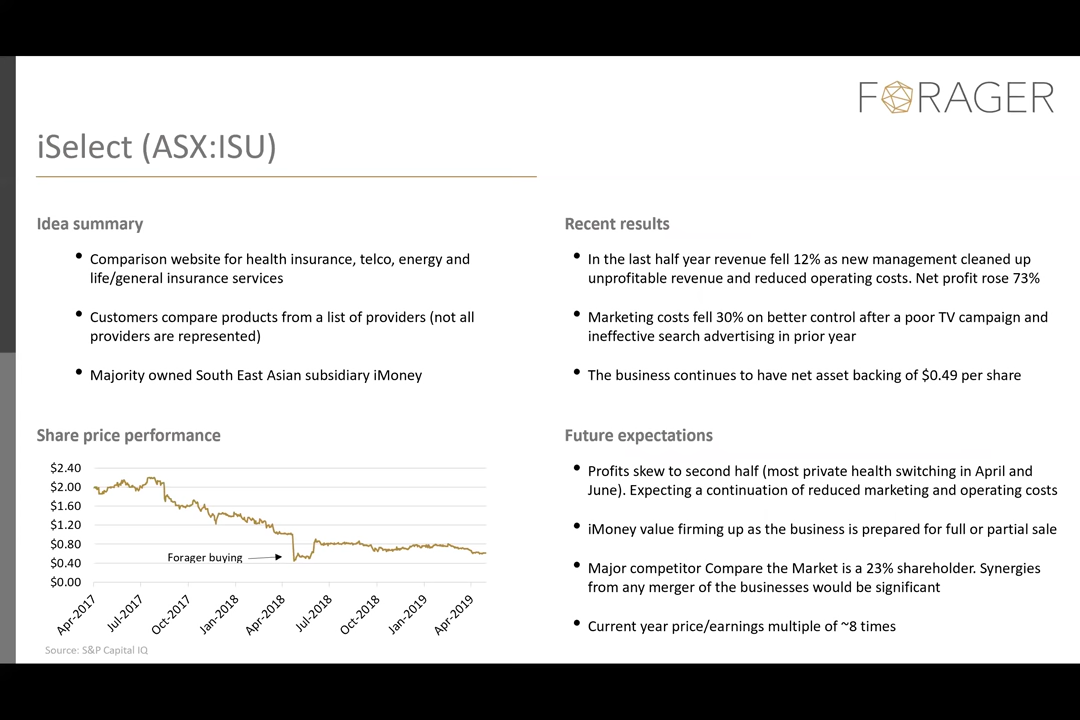 FORAGER
iSelect (ASX:ISU)
Idea summary
• Comparison website for health insurance, telco, energy and
life/general insurance services
• Customers compare products from a list of providers (not all
providers are represented)
• Majority owned South East Asian subsidiary iMoney
Recent results
• In the last half year revenue fell 12% as new management cleaned up
unprofitable revenue and reduced operating costs. Net profit rose 73%
• Marketing costs fell 30% on better control after a poor TV campaign and
ineffective search advertising in prior year
• The business continues to have net asset backing of $0.49 per share
Share price performance
$2.40
$2.00
$1.60
$1.20
$0.80
$0.40
$0.00
Forager buying
Apr-2017
Jul-2017
Oct-2017
Jan-2018
Apr-2018
Jul-2018
Oct-2018
Jan-2019
Apr-2019
Source: S&P Capital IQ
Future expectations
• Profits skew to second half (most private health switching in April and
June). Expecting a continuation of reduced marketing and operating costs
• iMoney value firming up as the business is prepared for full or partial sale
• Major competitor Compare the Market is a 23% shareholder. Synergies
from any merger of the businesses would be significant
• Current year price/earnings multiple of ~8 times